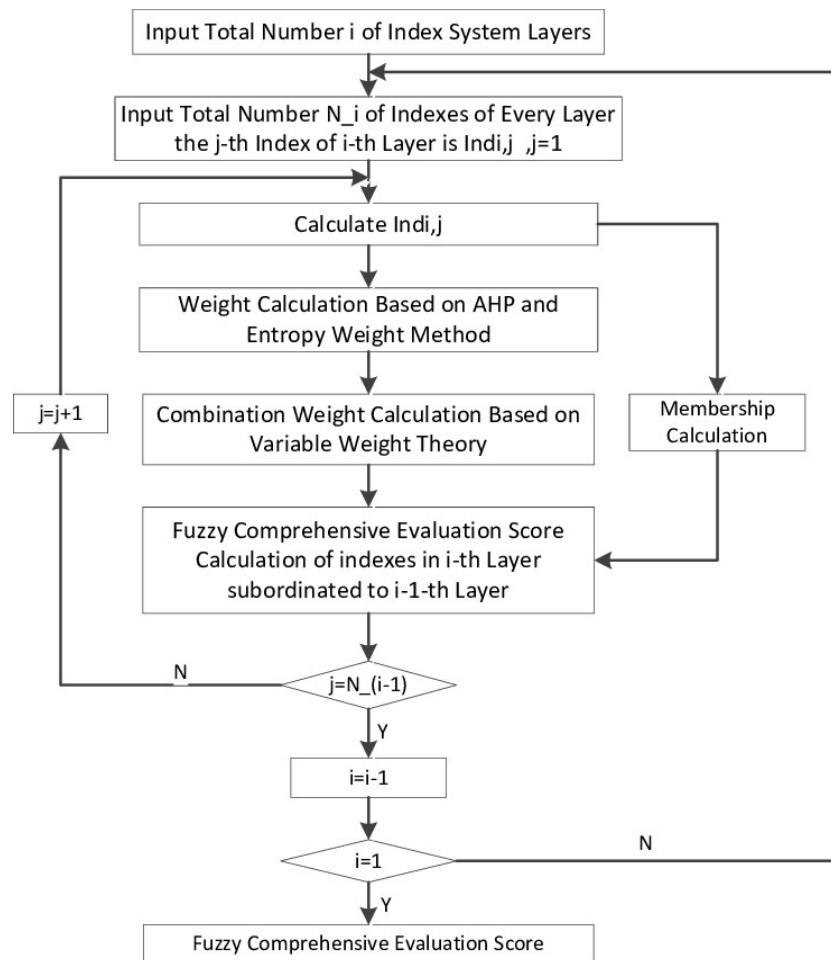 Input Total Number i of Index System Layers
Input Total Number N_i of Indexes of Every Layer
the j-th Index of i-th Layer is Indi,j ,j=1
Calculate Indi,j
Weight Calculation Based on AHP and
Entropy Weight Method
j=j+1
Combination Weight Calculation Based on
Variable Weight Theory
Membership
Calculation
Fuzzy Comprehensive Evaluation Score
Calculation of indexes in i-th Layer
subordinated to i-1-th Layer
N
j=N_(i-1)
Y
i=i-1
i=1
N
Y
Fuzzy Comprehensive Evaluation Score